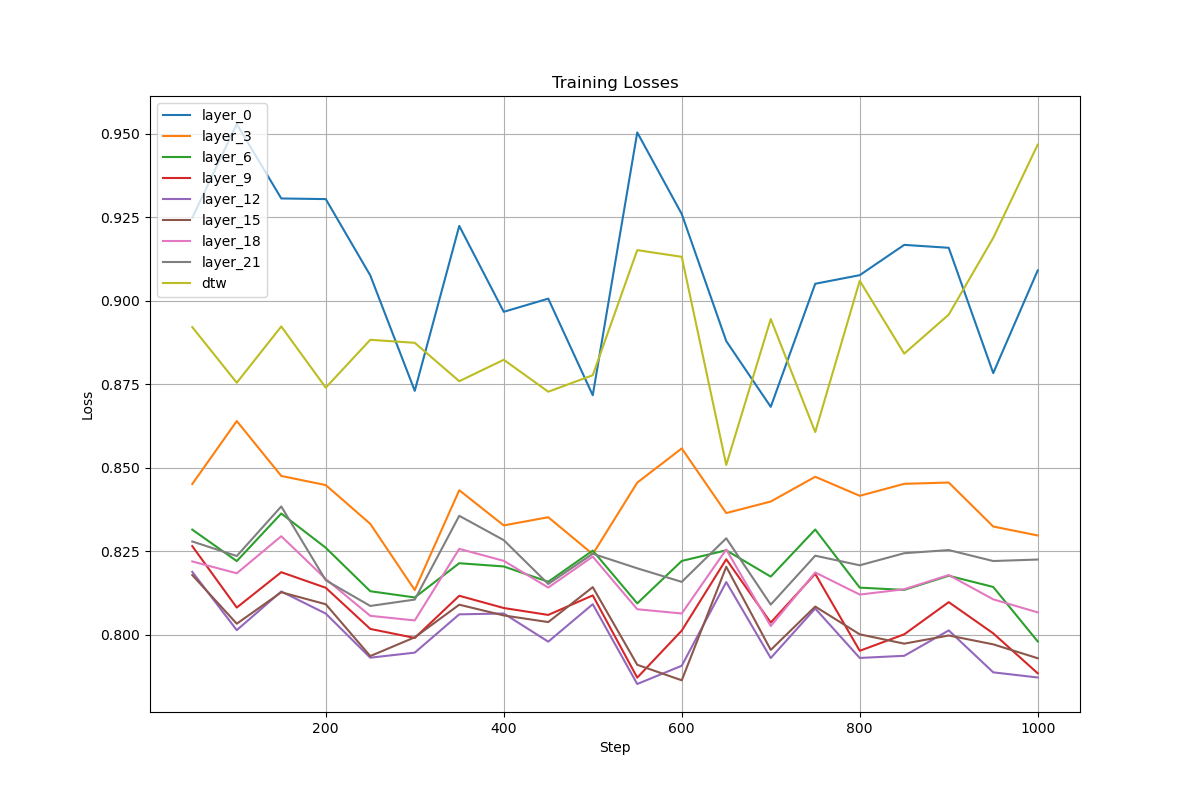 Training Losses
layer_0
layer_3
layer_6
layer_9
layer_12
layer_15
layer_18
layer_21
dtw
0.950
0.925
0.900
0.875
0.850
0.825
0.800
Loss
200
400
600
800
1000
Step